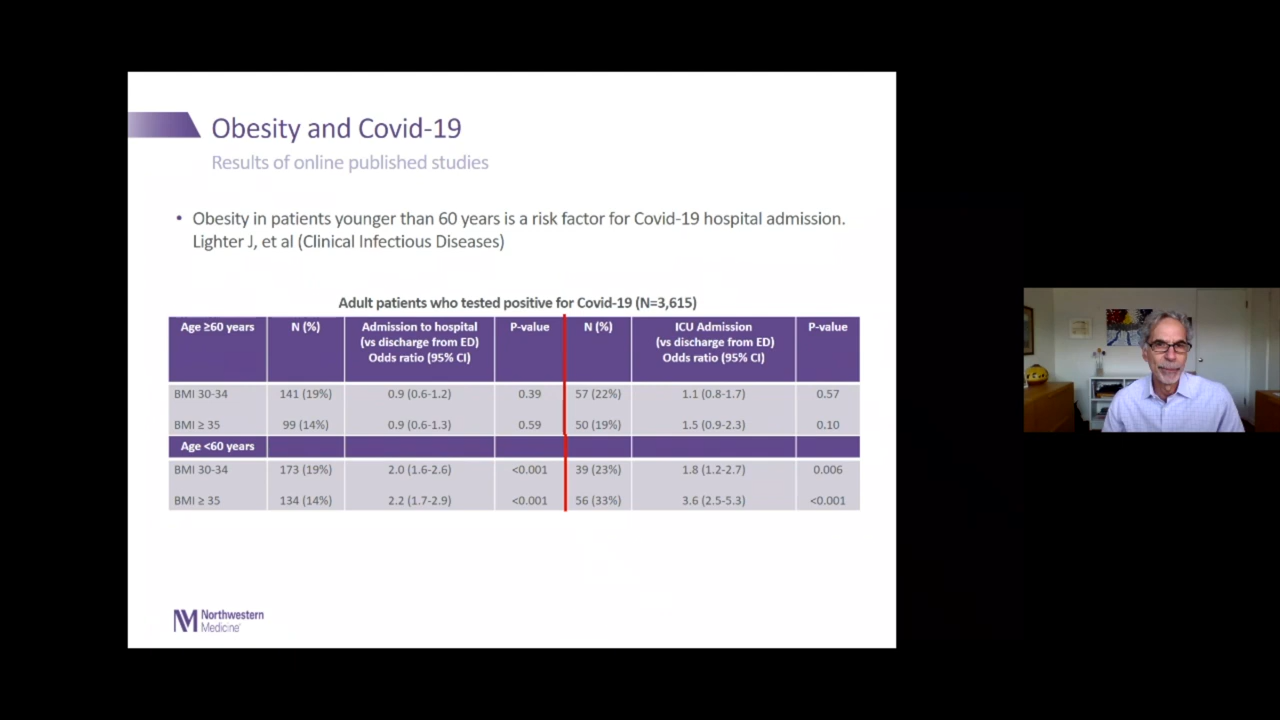 Obesity and Covid-19
Results of online published studies
• Obesity in patients younger than 60 years is a risk factor for Covid-19 hospital admission.
Lighter J, et al (Clinical Infectious Diseases)
Adult patients who tested positive for Covid-19 (N=3,615)
Age ≥60 years N (%) Admission to hospital P-value N (%) ICU Admission P-value
(vs discharge from ED) (vs discharge from ED)
Odds ratio (95% CI) Odds ratio (95% CI)
BMI 30-34 141 (19%) 0.9 (0.6-1.2) 0.39 57 (22%) 1.1 (0.8-1.7) 0.57
BMI ≥ 35 99 (14%) 0.9 (0.6-1.3) 0.59 50 (19%) 1.5 (0.9-2.3) 0.10
Age <60 years
BMI 30-34 173 (19%) 2.0 (1.6-2.6) <0.001 39 (23%) 1.8 (1.2-2.7) 0.006
BMI ≥ 35 134 (14%) 2.2 (1.7-2.9) <0.001 56 (33%) 3.6 (2.5-5.3) <0.001
NM Northwestern
Medicine®